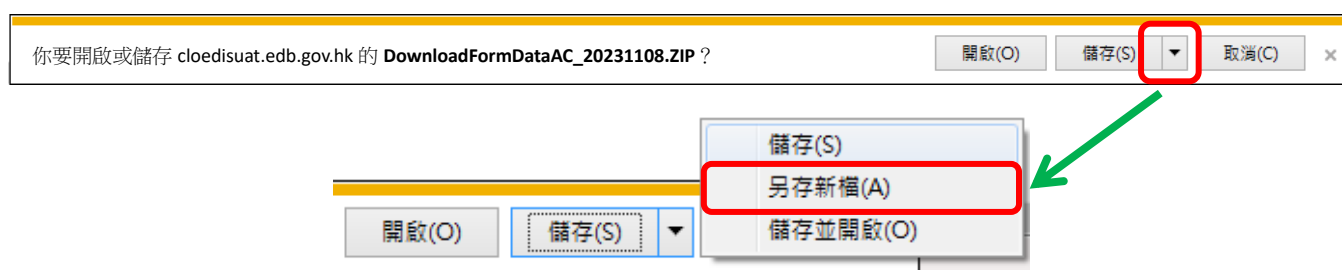 你要開啟或儲存 cloedisuat.edb.gov.hk 的 DownloadFormDataAC_20231108.ZIP？ 開啟(O) 儲存(S) 取消(C) ×
儲存(S)
另存新檔(A)
開啟(O) 儲存(S) 儲存並開啟(O)